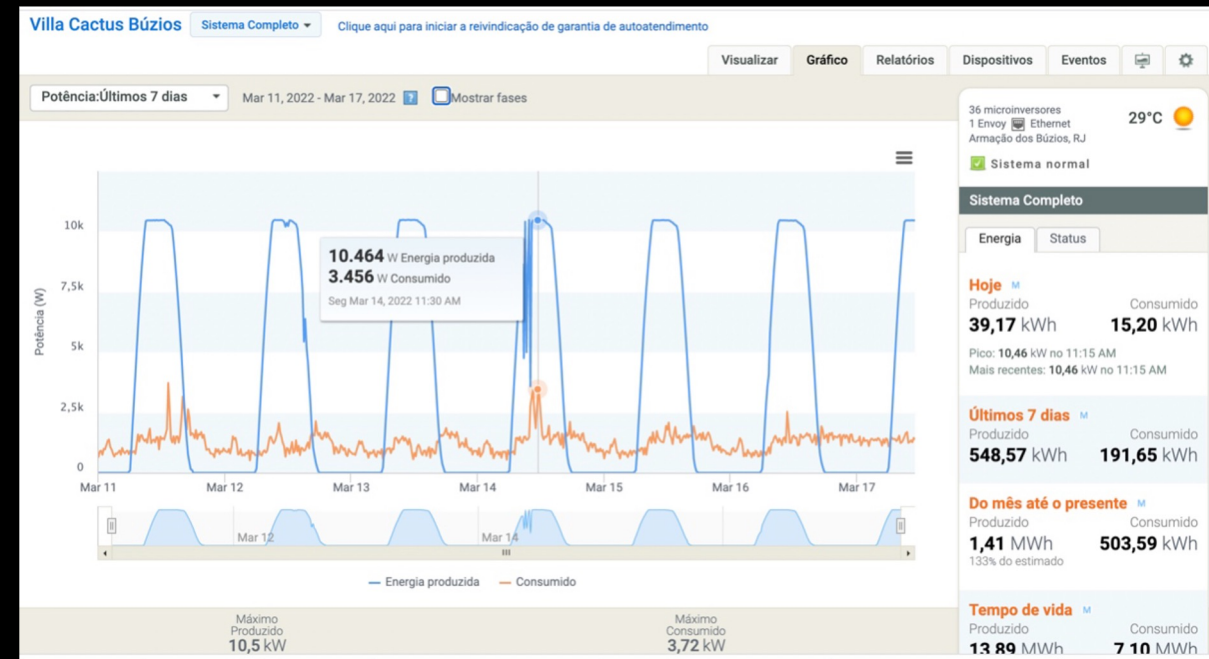 Villa Cactus Búzios
Sistema Completo
Clique aqui para iniciar a reivindicação de garantia de autoatendimento
Visualizar
Gráfico
Relatórios
Dispositivos
Eventos
Potência:Últimos 7 dias
Mar 11, 2022 - Mar 17, 2022
?
Mostrar fases
10k
7,5k
5k
2,5k
0
Potência (W)
10.464 W Energia produzida
3.456 W Consumido
Seg Mar 14, 2022 11:30 AM
Mar 11
Mar 12
Mar 13
Mar 14
Mar 15
Mar 16
Mar 17
Mar 12
Mar 14
Energia produzida
Consumido
Máximo
Produzido
10,5 kW
Máximo
Consumido
3,72 kW
36 microinversores
1 Envoy Ethernet
Armação dos Búzios, RJ
29°C
Sistema normal
Sistema Completo
Energia
Status
Hoje M
Produzido
Consumido
39,17 kWh
15,20 kWh
Pico: 10,46 kW no 11:15 AM
Mais recentes: 10,46 kW no 11:15 AM
Últimos 7 dias M
Produzido
Consumido
548,57 kWh
191,65 kWh
Do mês até o presente M
Produzido
Consumido
1,41 MWh
503,59 kWh
133% do estimado
Tempo de vida M
Produzido
Consumido
13,89 MWh
7,10 MWh